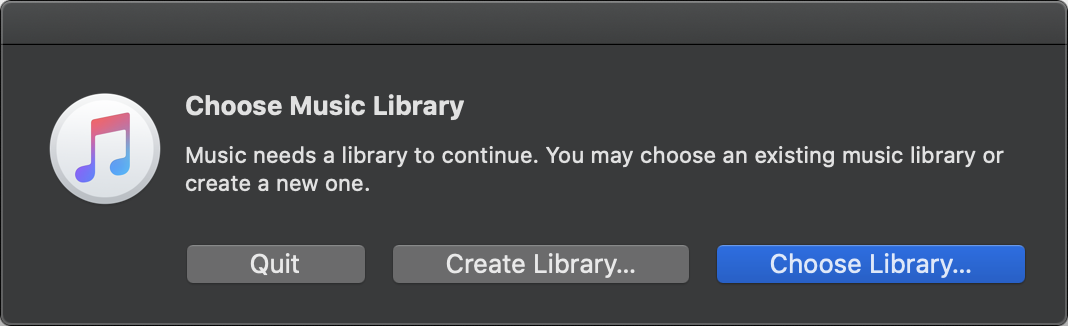 Choose Music Library
Music needs a library to continue. You may choose an existing music library or
create a new one.
Quit
Create Library...
Choose Library...